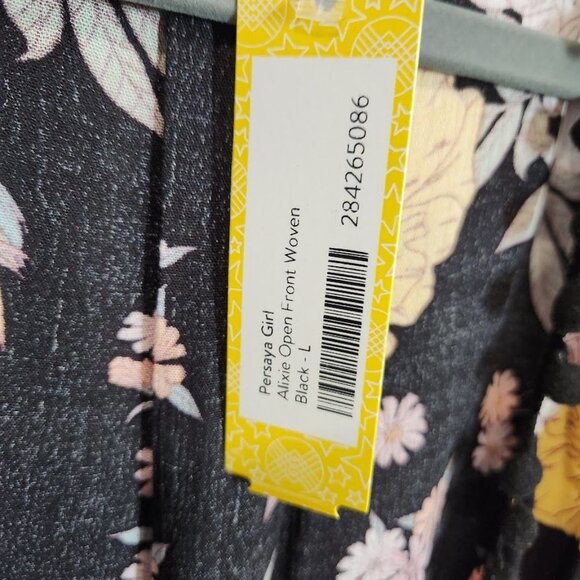 Persaya Girl
Alixie Open Front Woven
Black - L
284265086